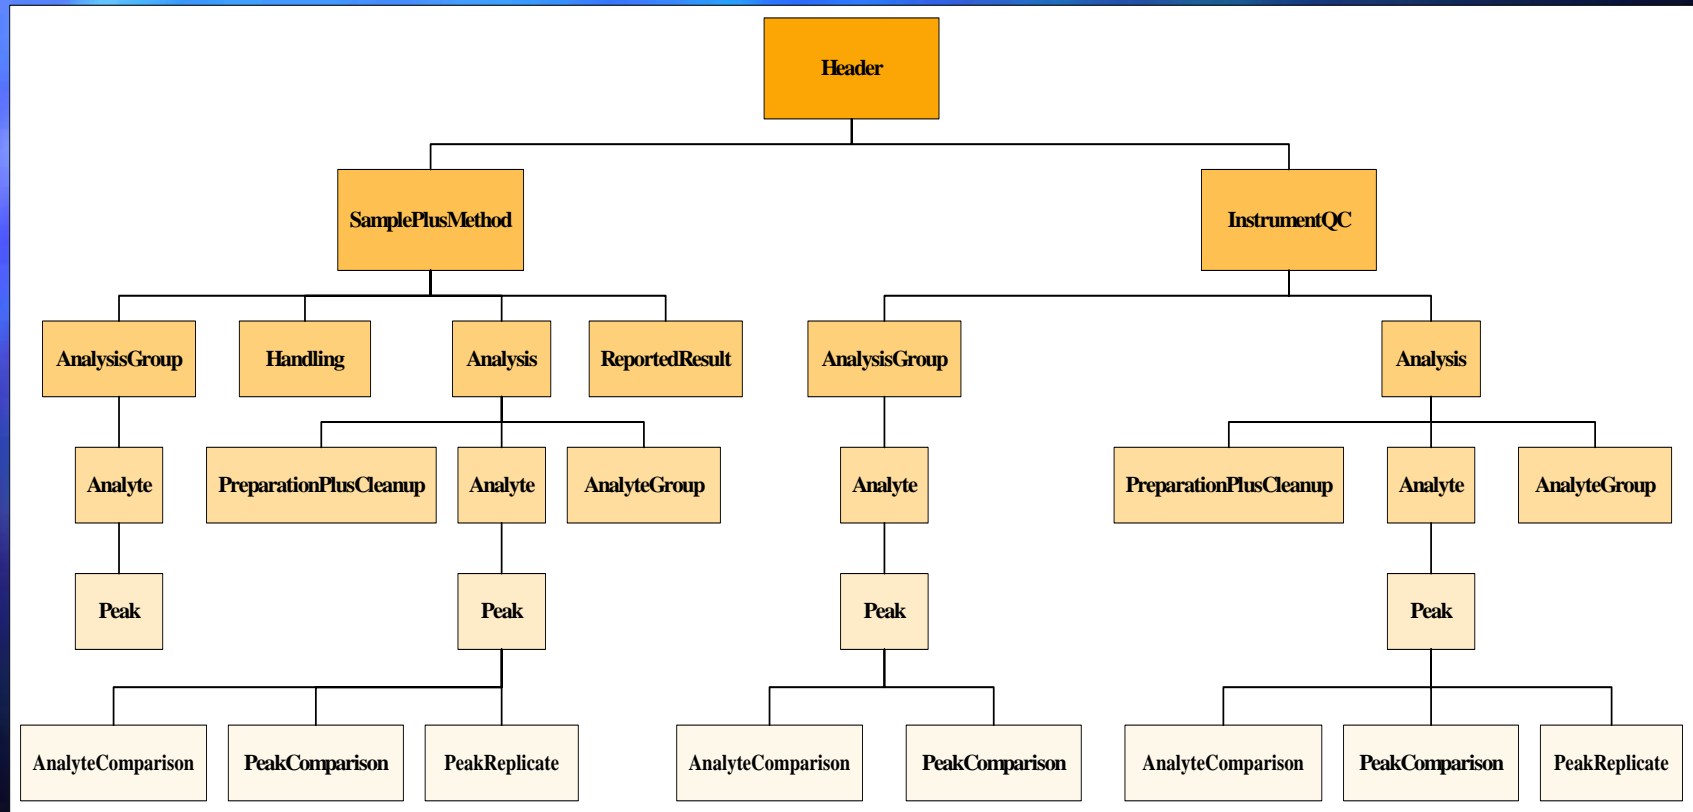 Header
SamplePlusMethod
InstrumentQC
AnalysisGroup
Handling
Analysis
ReportedResult
AnalysisGroup
Analysis
Analyte
PreparationPlusCleanup
Analyte
AnalyteGroup
Analyte
PreparationPlusCleanup
Analyte
AnalyteGroup
Peak
Peak
Peak
Peak
AnalyteComparison
PeakComparison
PeakReplicate
AnalyteComparison
PeakComparison
AnalyteComparison
PeakComparison
PeakReplicate